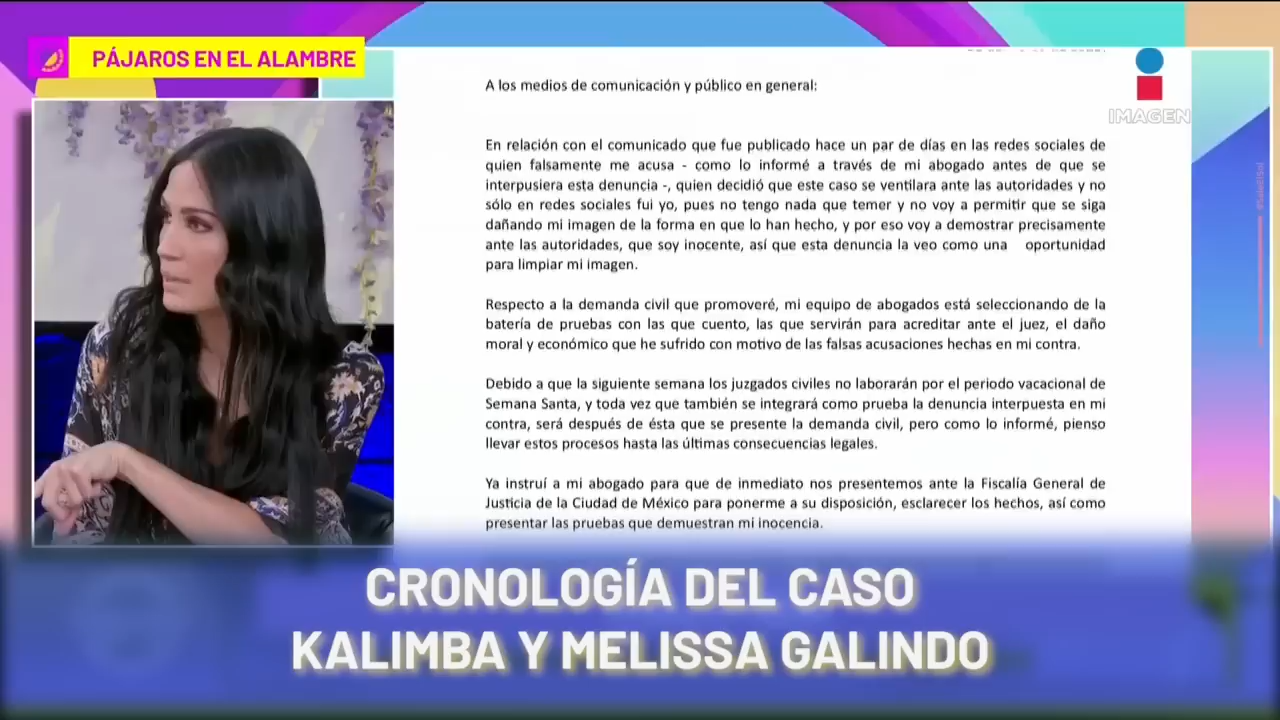 PÁJAROS EN EL ALAMBRE
IMAGEN
A los medios de comunicación y público en general:
En relación con el comunicado que fue publicado hace un par de días en las redes sociales de
quien falsamente me acusa - como lo informé a través de mi abogado antes de que se
interpusiera esta denuncia -, quien decidió que este caso se ventilara ante las autoridades y no
sólo en redes sociales fui yo, pues no tengo nada que temer y no voy a permitir que se siga
dañando mi imagen de la forma en que lo han hecho, y por eso voy a demostrar precisamente
ante las autoridades, que soy inocente, así que esta denuncia la veo como una oportunidad
para limpiar mi imagen.
Respecto a la demanda civil que promoveré, mi equipo de abogados está seleccionando de la
batería de pruebas con las que cuento, las que servirán para acreditar ante el juez, el daño
moral y económico que he sufrido con motivo de las falsas acusaciones hechas en mi contra.
Debido a que la siguiente semana los juzgados civiles no laborarán por el periodo vacacional de
Semana Santa, y toda vez que también se integrará como prueba la denuncia interpuesta en mi
contra, será después de ésta que se presente la demanda civil, pero como lo informé, pienso
llevar estos procesos hasta las últimas consecuencias legales.
Ya instruí a mi abogado para que de inmediato nos presentemos ante la Fiscalía General de
Justicia de la Ciudad de México para ponerme a su disposición, esclarecer los hechos, así como
presentar las pruebas que demuestran mi inocencia.
CRONOLOGÍA DEL CASO
KALIMBA Y MELISSA GALINDO